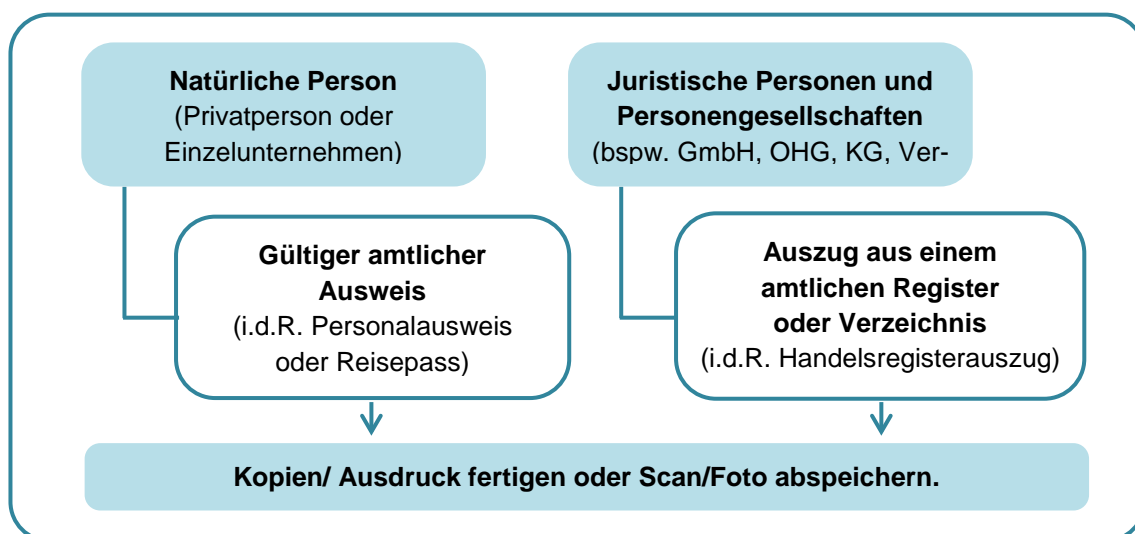 Natürliche Person
(Privatperson oder
Einzelunternehmen)
Juristische Personen und
Personengesellschaften
(bspw. GmbH, OHG, KG, Ver-
Gültiger amtlicher
Ausweis
(i.d.R. Personalausweis
oder Reisepass)
Auszug aus einem
amtlichen Register
oder Verzeichnis
(i.d.R. Handelsregisterauszug)
Kopien/ Ausdruck fertigen oder Scan/Foto abspeichern.